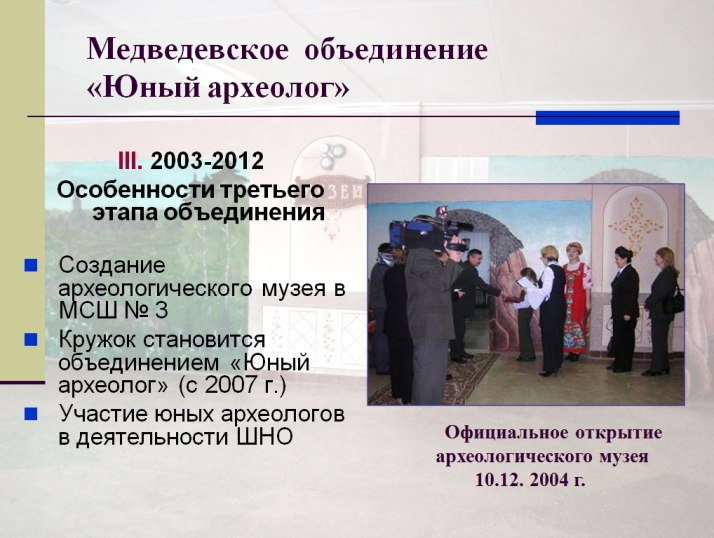 Медведевское объединение
«Юный археолог»
III. 2003-2012
Особенности третьего
этапа объединения
Создание
археологического музея в
МСШ № 3
Кружок становится
объединением «Юный
археолог» (с 2007 г.)
Участие юных археологов
в деятельности ШНО
Официальное открытие
археологического музея
10.12. 2004 г.